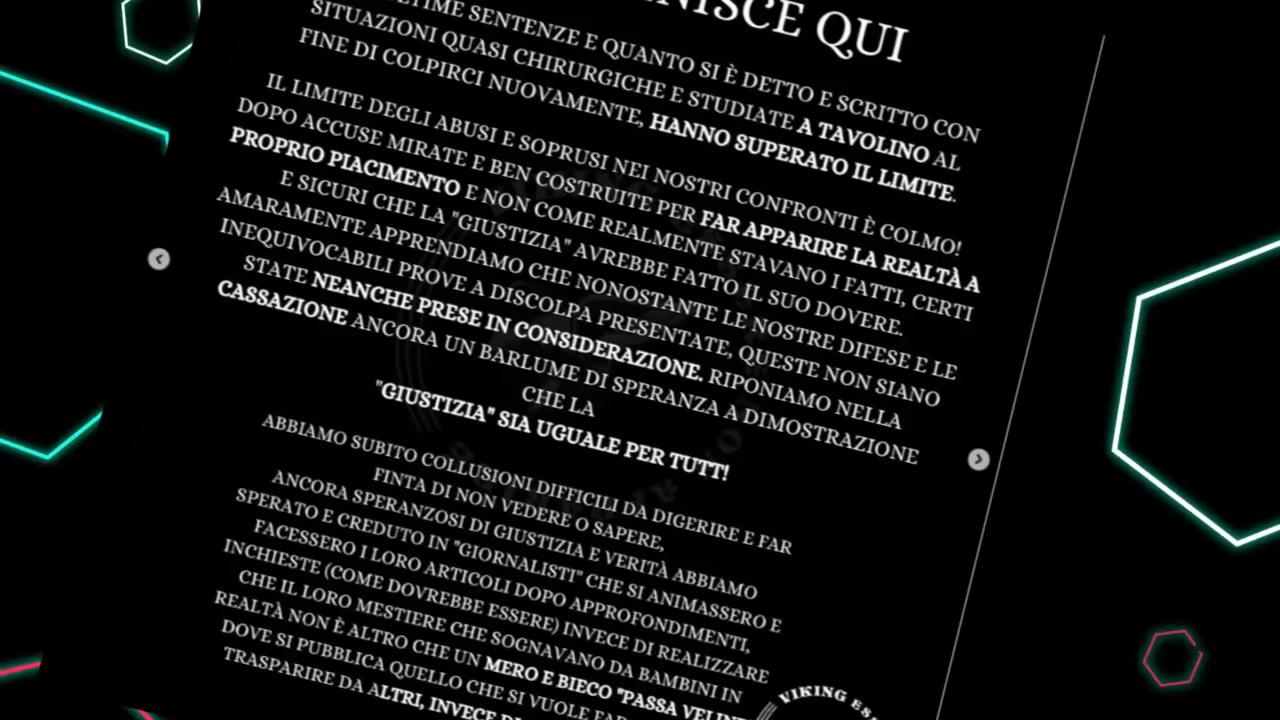 NISCE QUI
ULTIME SENTENZE E QUANTO SI È DETTO E SCRITTO CON
SITUAZIONI QUASI CHIRURGICHE E STUDIATE A TAVOLINO AL
FINE DI COLPIRCI NUOVAMENTE, HANNO SUPERATO IL LIMITE.
IL LIMITE DEGLI ABUSI E SOPRUSI NEI NOSTRI CONFRONTI È COLMO!
DOPO ACCUSE MIRATE E BEN COSTRUITE PER FAR APPARIRE LA REALTÀ A
PROPRIO PIACIMENTO E NON COME REALMENTE STAVANO I FATTI, CERTI
E SICURI CHE LA "GIUSTIZIA" AVREBBE FATTO IL SUO DOVERE.
AMARAMENTE APPRENDIAMO CHE NONOSTANTE LE NOSTRE DIFESE E LE
INEQUIVOCABILI PROVE A DISCOLPA PRESENTATE, QUESTE NON SIANO
STATE NEANCHE PRESE IN CONSIDERAZIONE. RIPONIAMO NELLA
CASSAZIONE ANCORA UN BARLUME DI SPERANZA A DIMOSTRAZIONE
CHE LA
"GIUSTIZIA" SIA UGUALE PER TUTTI!
ABBIAMO SUBITO COLLUSIONI DIFFICILI DA DIGERIRE E FAR
FINTA DI NON VEDERE O SAPERE,
ANCORA SPERANZOSI DI GIUSTIZIA E VERITÀ ABBIAMO
SPERATO E CREDUTO IN "GIORNALISTI" CHE SI ANIMASSERO E
FACESSERO I LORO ARTICOLI DOPO APPROFONDIMENTI,
INCHIESTE (COME DOVREBBE ESSERE) INVECE DI REALIZZARE
CHE IL LORO MESTIERE CHE SOGNAVANO DA BAMBINI IN
REALTÀ NON È ALTRO CHE UN MERO E BIECO "PASSA VELINE
DOVE SI PUBBLICA QUELLO CHE SI VUOLE FAR
TRASPARIRE DA ALTRI, INVECE DI
VIKING ES